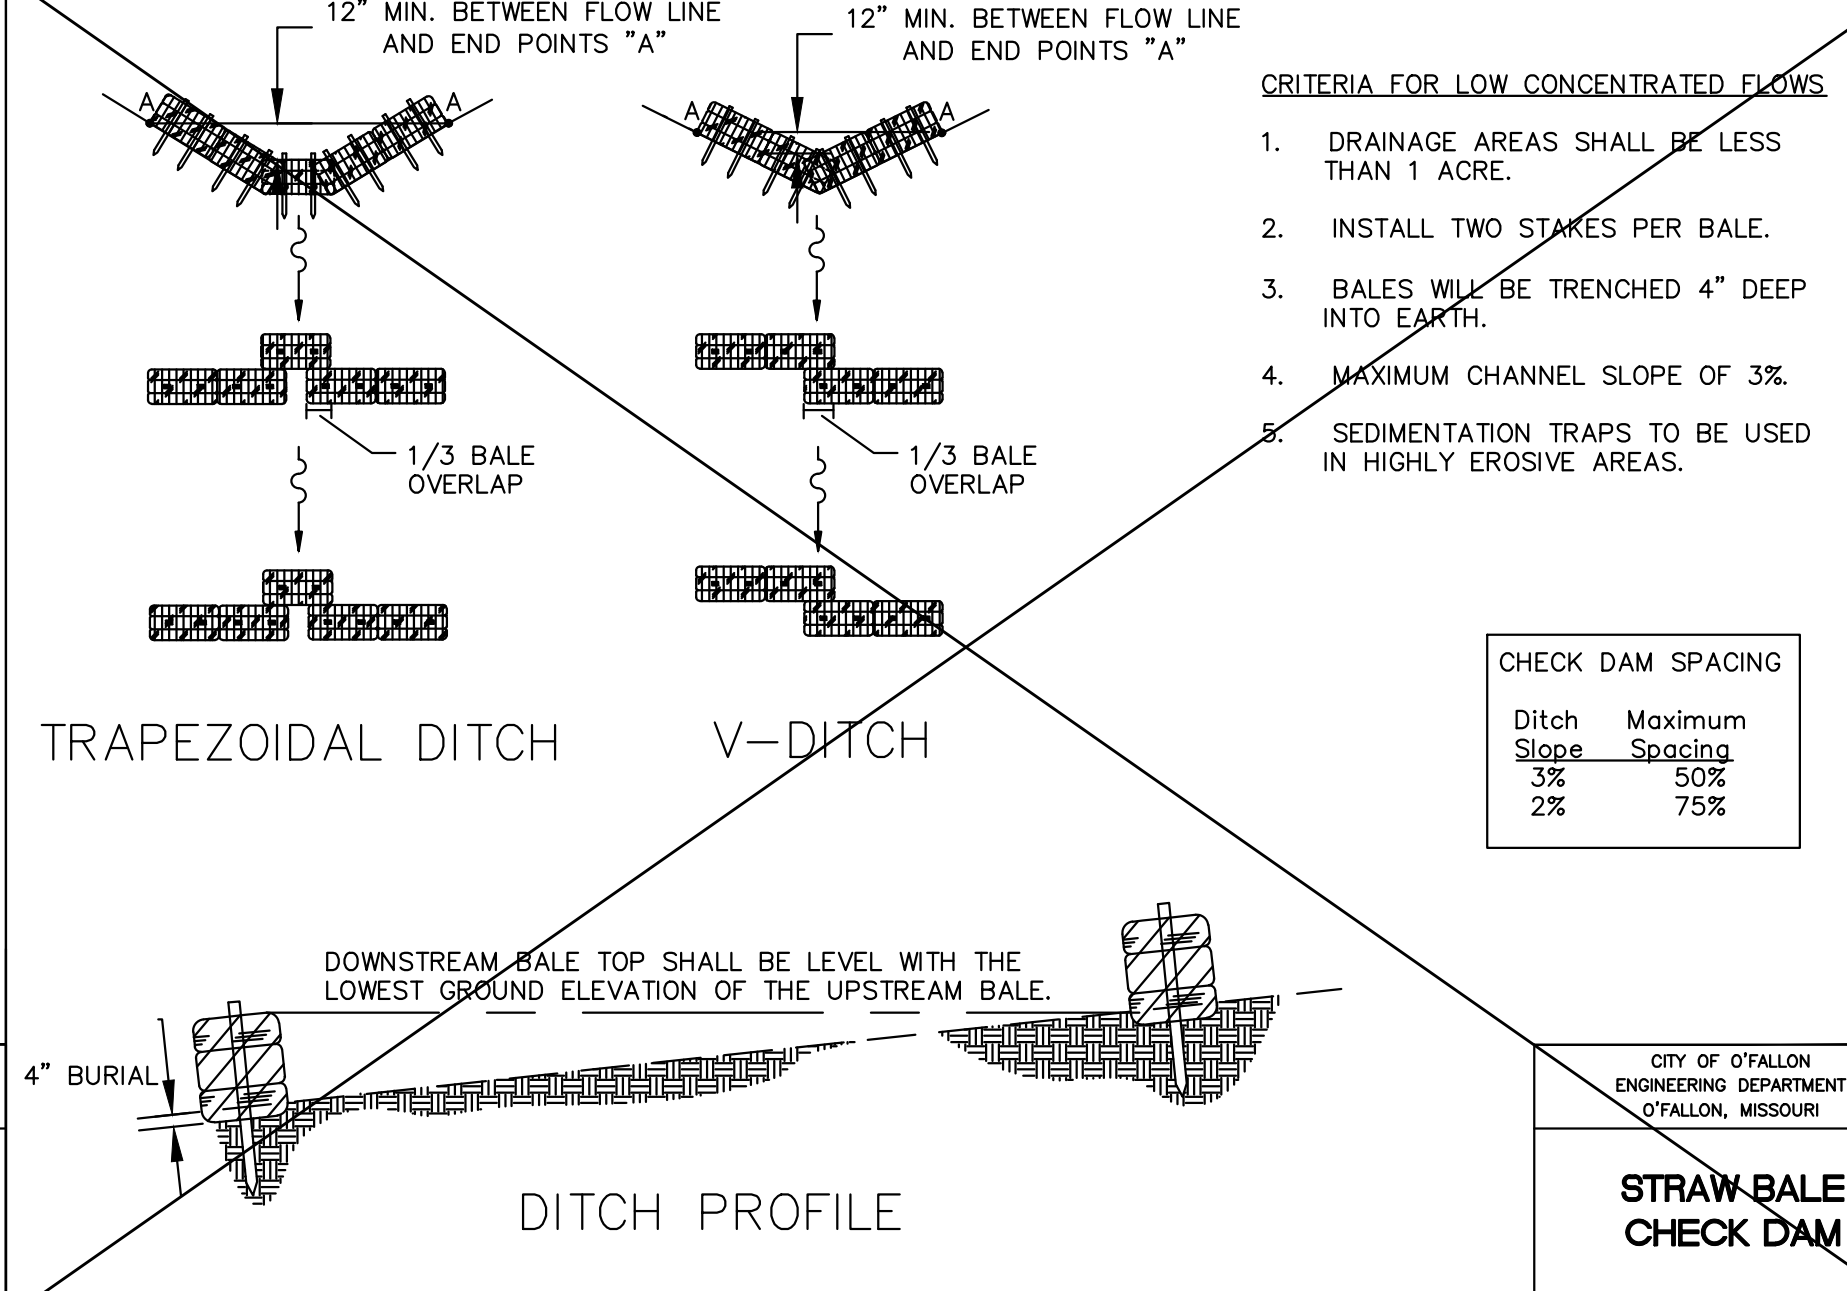 12” MIN. BETWEEN FLOW LINE
AND END POINTS ”A”
12” MIN. BETWEEN FLOW LINE
AND END POINTS ”A”
A
A
A
A
CRITERIA FOR LOW CONCENTRATED FLOWS
1. DRAINAGE AREAS SHALL BE LESS
THAN 1 ACRE.
2. INSTALL TWO STAKES PER BALE.
3. BALES WILL BE TRENCHED 4” DEEP
INTO EARTH.
4. MAXIMUM CHANNEL SLOPE OF 3%.
5. SEDIMENTATION TRAPS TO BE USED
IN HIGHLY EROSIVE AREAS.
1/3 BALE
OVERLAP
1/3 BALE
OVERLAP
TRAPEZOIDAL DITCH
V-DITCH
CHECK DAM SPACING
Ditch Maximum
Slope Spacing
3% 50%
2% 75%
DOWNSTREAM BALE TOP SHALL BE LEVEL WITH THE
LOWEST GROUND ELEVATION OF THE UPSTREAM BALE.
4” BURIAL
DITCH PROFILE
CITY OF O'FALLON
ENGINEERING DEPARTMENT
O'FALLON, MISSOURI
STRAW BALE
CHECK DAM